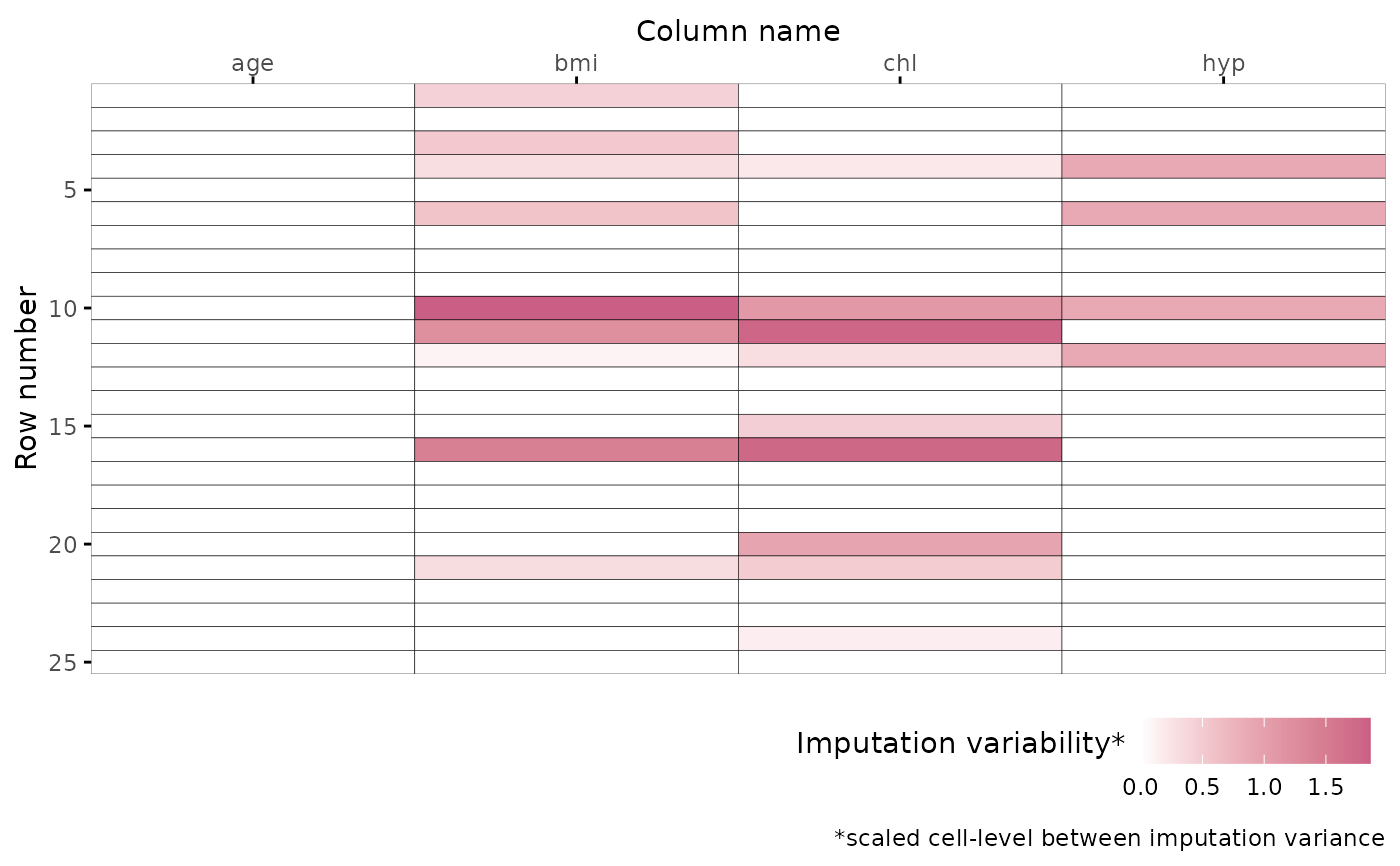 Column name
age bmi chl hyp
Row number
5
10
15
20
25
Imputation variability*
0.0 0.5 1.0 1.5
*scaled cell-level between imputation variance